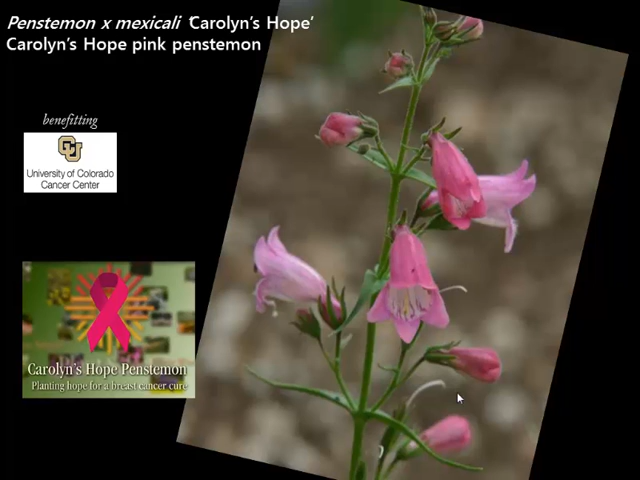 Penstemon x mexicali ‘Carolyn’s Hope’
Carolyn’s Hope pink penstemon
benefitting
CU
University of Colorado
Cancer Center
Carolyn's Hope Penstemon
Planting hope for a breast cancer cure